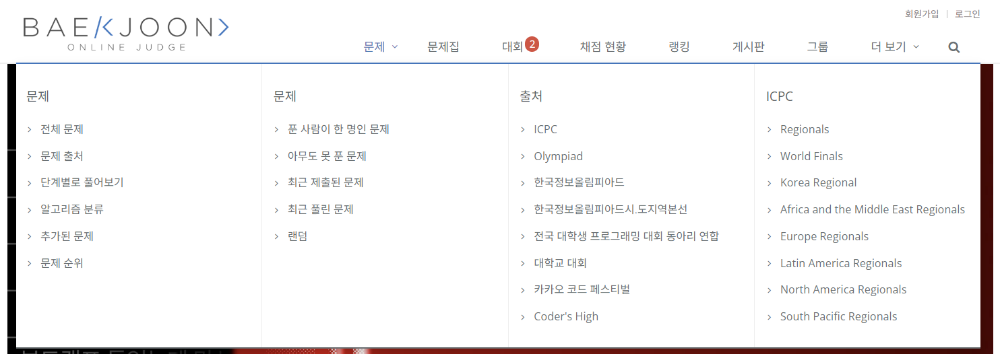 회원가입 | 로그인
BAEKJOON
ONLINE JUDGE
문제 문제집 대회 2 채점 현황 랭킹 게시판 그룹 더 보기
문제
전체 문제
문제 출처
단계별로 풀어보기
알고리즘 분류
추가된 문제
문제 순위
문제
푼 사람이 한 명인 문제
아무도 못 푼 문제
최근 제출된 문제
최근 풀린 문제
랜덤
출처
ICPC
Olympiad
한국정보올림피아드
한국정보올림피아드시.도지역본선
전국 대학생 프로그래밍 대회 동아리 연합
대학교 대회
카카오 코드 페스티벌
Coder's High
ICPC
Regionals
World Finals
Korea Regional
Africa and the Middle East Regionals
Europe Regionals
Latin America Regionals
North America Regionals
South Pacific Regionals